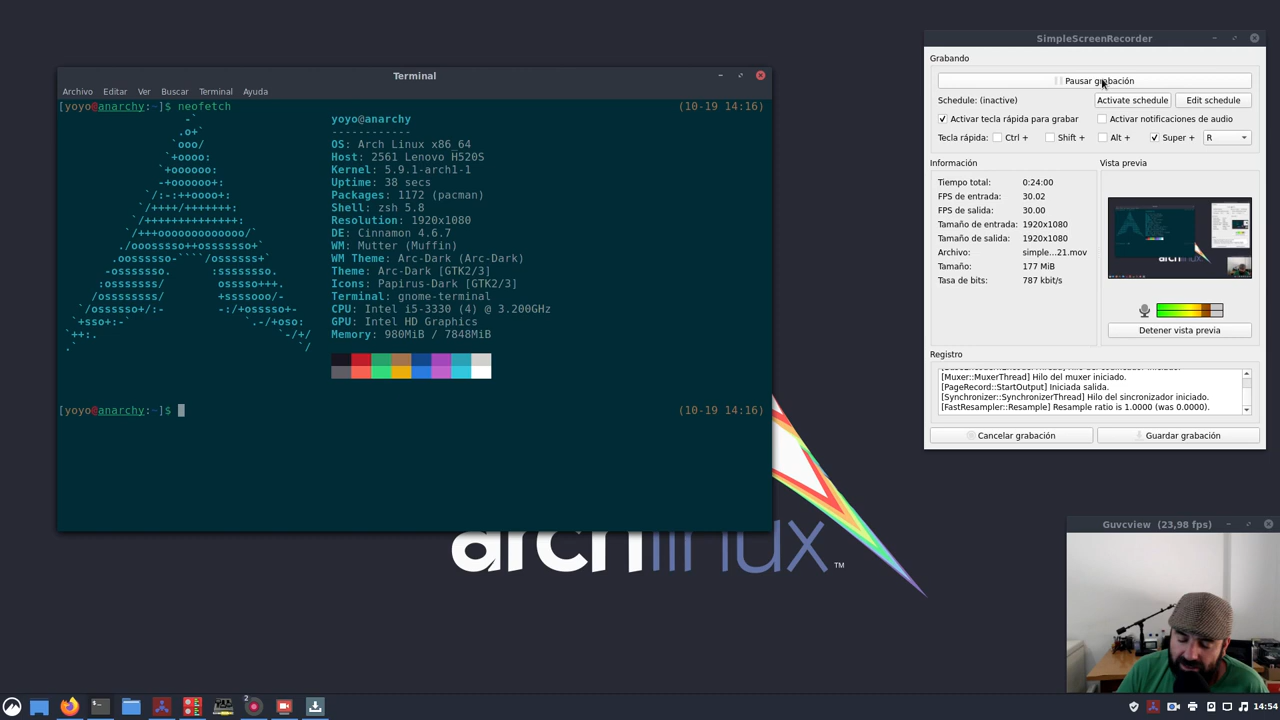 Terminal
Archivo Editar Ver Buscar Terminal Ayuda
[yoyo@anarchy:~]$ neofetch (10-19 14:16)
yoyo@anarchy
------------
OS: Arch Linux x86_64
Host: 2561 Lenovo H520S
Kernel: 5.9.1-arch1-1
Uptime: 38 secs
Packages: 1172 (pacman)
Shell: zsh 5.8
Resolution: 1920x1080
DE: Cinnamon 4.6.7
WM: Mutter (Muffin)
WM Theme: Arc-Dark (Arc-Dark)
Theme: Arc-Dark [GTK2/3]
Icons: Papirus-Dark [GTK2/3]
Terminal: gnome-terminal
CPU: Intel i5-3330 (4) @ 3.200GHz
GPU: Intel HD Graphics
Memory: 980MiB / 7848MiB
[yoyo@anarchy:~]$ (10-19 14:16)
archlinux™
SimpleScreenRecorder
Grabando
Pausar grabación
Schedule: (inactive) Activate schedule Edit schedule
Activar tecla rápida para grabar Activar notificaciones de audio
Tecla rápida: Ctrl + Shift + Alt + Super + R
Información
Tiempo total: 0:24:00
FPS de entrada: 30.02
FPS de salida: 30.00
Tamaño de entrada: 1920x1080
Tamaño de salida: 1920x1080
Archivo: simple...21.mov
Tamaño: 177 MiB
Tasa de bits: 787 kbit/s
Vista previa
Detener vista previa
Registro
[Muxer::MuxerThread] Hilo del muxer iniciado.
[PageRecord::StartOutput] Iniciada salida.
[Synchronizer::SynchronizerThread] Hilo del sincronizador iniciado.
[FastResampler::Resample] Resample ratio is 1.0000 (was 0.0000).
Cancelar grabación Guardar grabación
Guvcview (23,98 fps)
2
14:54